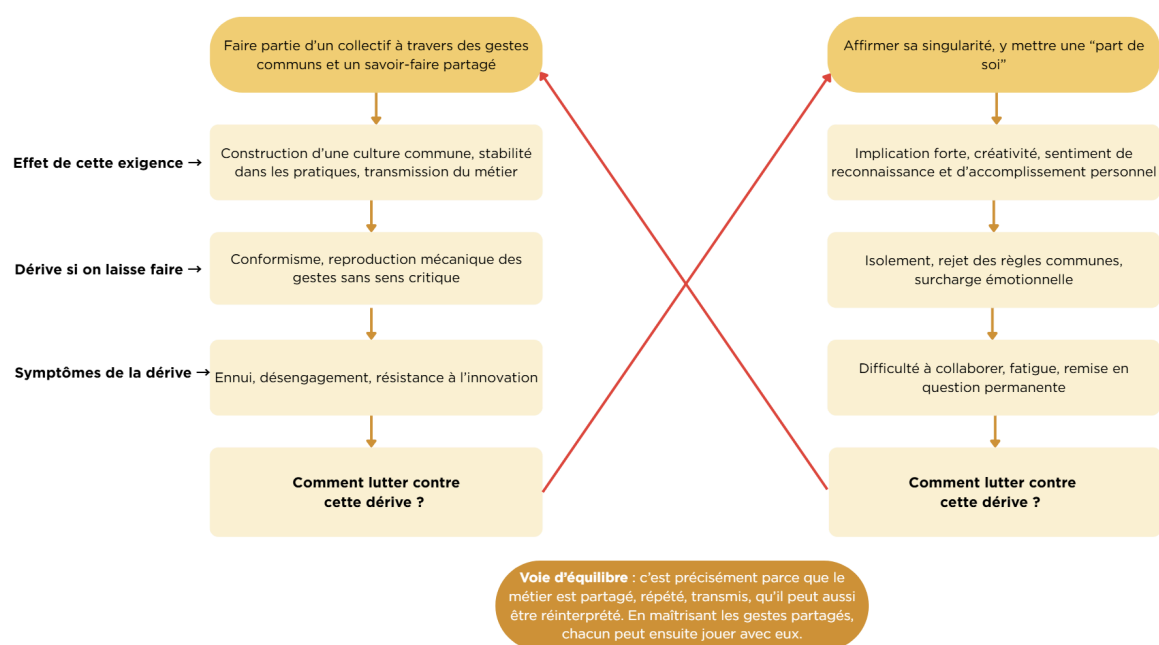 Faire partie d’un collectif à travers des gestes
communs et un savoir-faire partagé
Affirmer sa singularité, y mettre une “part de
soi”
Effet de cette exigence →
Construction d’une culture commune, stabilité
dans les pratiques, transmission du métier
Implication forte, créativité, sentiment de
reconnaissance et d’accomplissement personnel
Dérive si on laisse faire →
Conformisme, reproduction mécanique des
gestes sans sens critique
Isolement, rejet des règles communes,
surcharge émotionnelle
Symptômes de la dérive →
Ennui, désengagement, résistance à l’innovation
Difficulté à collaborer, fatigue, remise en
question permanente
Comment lutter contre
cette dérive ?
Comment lutter contre
cette dérive ?
Voie d’équilibre : c’est précisément parce que le
métier est partagé, répété, transmis, qu’il peut aussi
être réinterprété. En maîtrisant les gestes partagés,
chacun peut ensuite jouer avec eux.